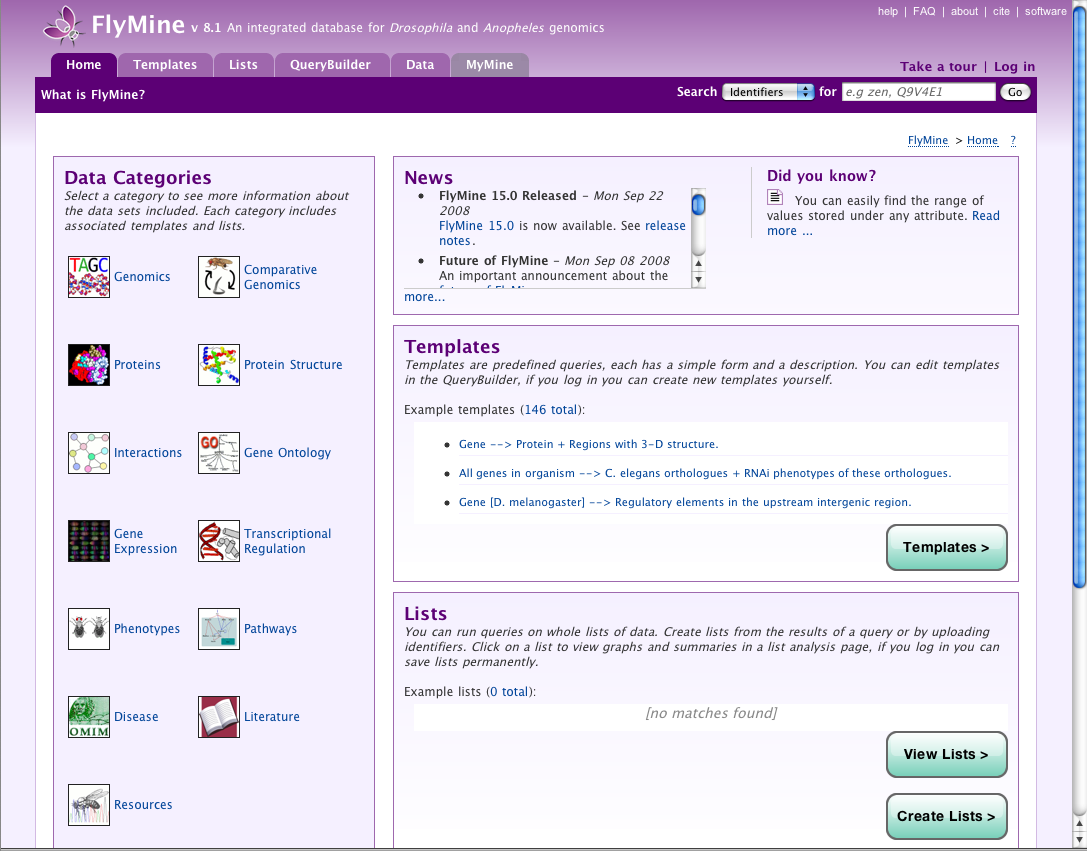 help | FAQ | about | cite | software
FlyMine v 8.1 An integrated database for Drosophila and Anopheles genomics
Home Templates Lists QueryBuilder Data MyMine
Take a tour | Log in
What is FlyMine?
Search Identifiers for e.g zen, Q9V4E1 Go
FlyMine > Home ?
Data Categories
Select a category to see more information about
the data sets included. Each category includes
associated templates and lists.
TAGC
Genomics
Comparative
Genomics
Proteins
Protein Structure
Interactions
GO
Gene Ontology
Gene
Expression
Transcriptional
Regulation
Phenotypes
Pathways
OMIM
Disease
Literature
Resources
News
• FlyMine 15.0 Released - Mon Sep 22
2008
FlyMine 15.0 is now available. See release
notes.
• Future of FlyMine - Mon Sep 08 2008
An important announcement about the
future of FlyMine
more...
Did you know?
You can easily find the range of
values stored under any attribute. Read
more ...
Templates
Templates are predefined queries, each has a simple form and a description. You can edit templates
in the QueryBuilder, if you log in you can create new templates yourself.
Example templates (146 total):
• Gene --> Protein + Regions with 3-D structure.
• All genes in organism --> C. elegans orthologues + RNAi phenotypes of these orthologues.
• Gene [D. melanogaster] --> Regulatory elements in the upstream intergenic region.
Templates >
Lists
You can run queries on whole lists of data. Create lists from the results of a query or by uploading
identifiers. Click on a list to view graphs and summaries in a list analysis page, if you log in you can
save lists permanently.
Example lists (0 total):
[no matches found]
View Lists >
Create Lists >